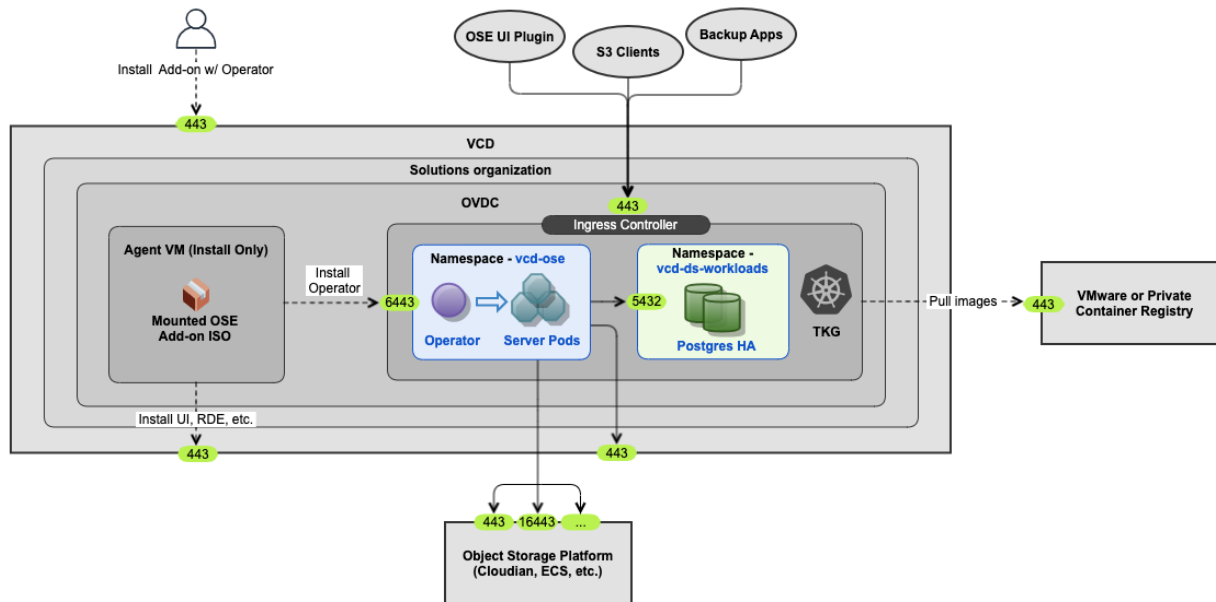 OSE UI Plugin
S3 Clients
Backup Apps
Install Add-on w/ Operator
443
VCD
Solutions organization
OVDC
443
Ingress Controller
Agent VM (Install Only)
Mounted OSE
Add-on ISO
Install
Operator
6443
Namespace - vcd-ose
Operator
Server Pods
5432
Namespace -
vcd-ds-workloads
Postgres HA
TKG
Pull images
443
VMware or Private
Container Registry
Install UI, RDE, etc.
443
443
443
16443
...
Object Storage Platform
(Cloudian, ECS, etc.)